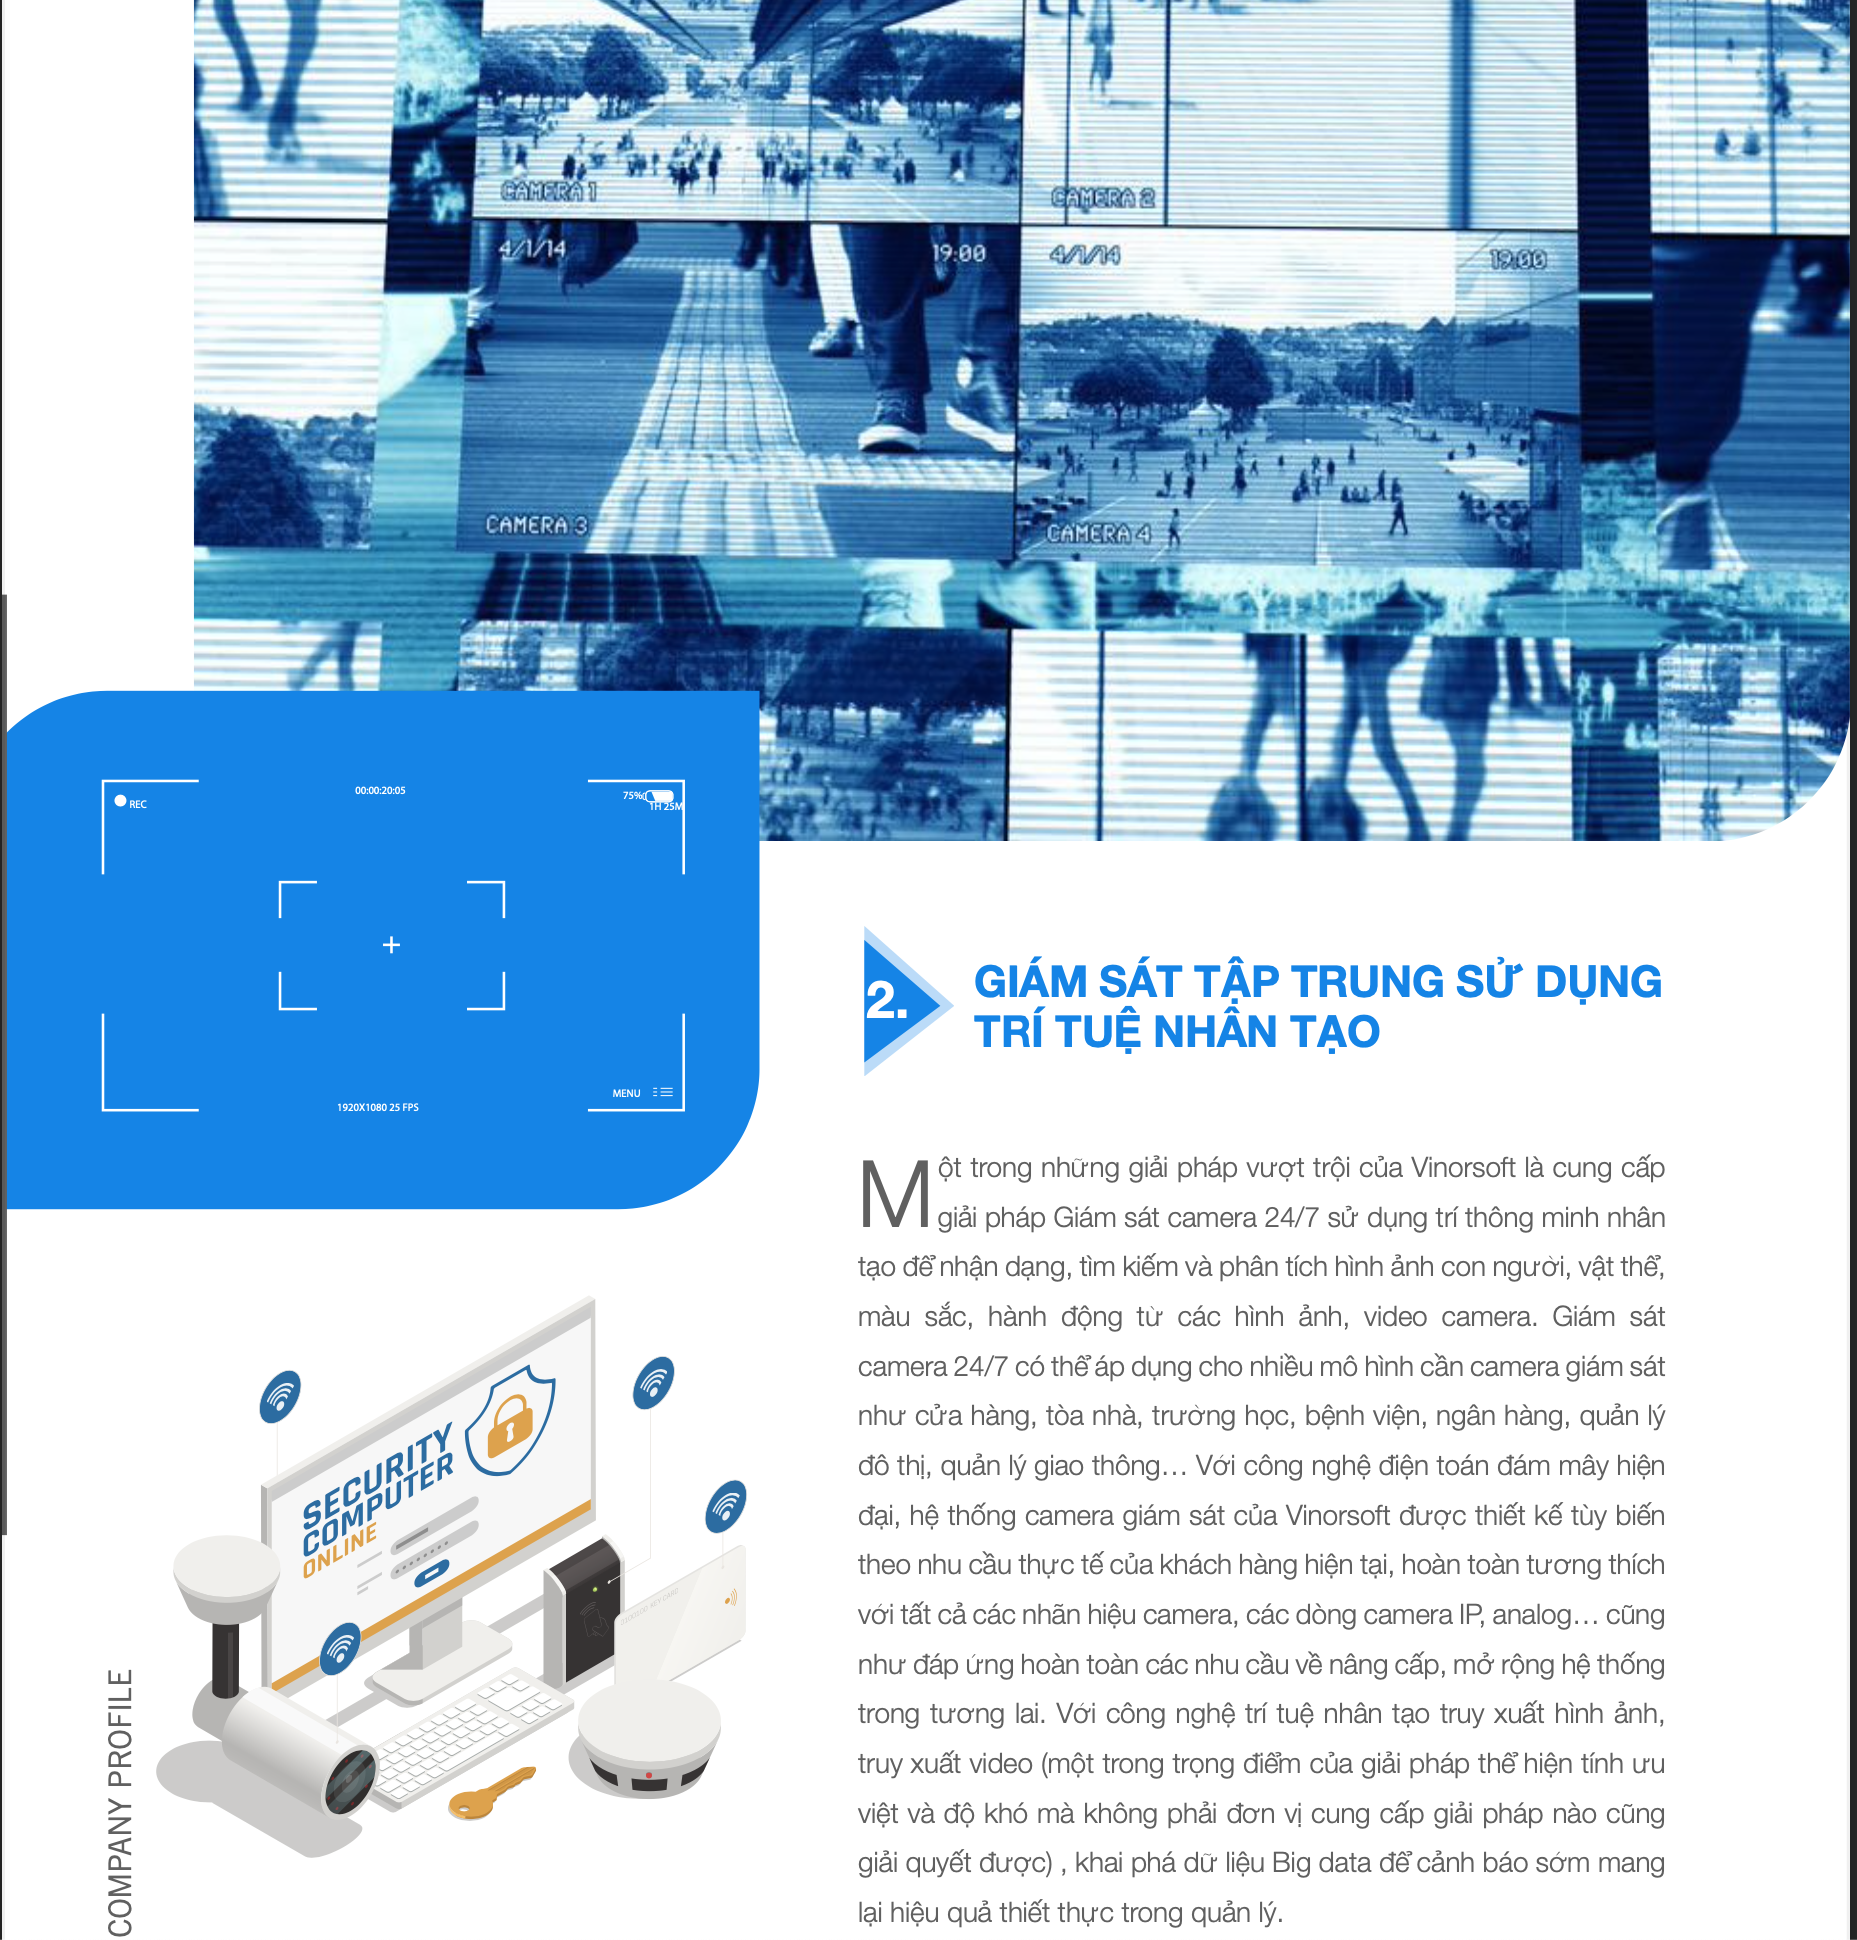 CAMERA 1
CAMERA 2
4/1/14
19:00
4/1/14
19:00
CAMERA 3
CAMERA 4
REC
00:00:20:05
75%
1H 25M
MENU
1920X1080 25 FPS
2.
GIÁM SÁT TẬP TRUNG SỬ DỤNG
TRÍ TUỆ NHÂN TẠO
Một trong những giải pháp vượt trội của Vinorsoft là cung cấp
giải pháp Giám sát camera 24/7 sử dụng trí thông minh nhân
tạo để nhận dạng, tìm kiếm và phân tích hình ảnh con người, vật thể,
màu sắc, hành động từ các hình ảnh, video camera. Giám sát
camera 24/7 có thể áp dụng cho nhiều mô hình cần camera giám sát
như cửa hàng, tòa nhà, trường học, bệnh viện, ngân hàng, quản lý
đô thị, quản lý giao thông… Với công nghệ điện toán đám mây hiện
đại, hệ thống camera giám sát của Vinorsoft được thiết kế tùy biến
theo nhu cầu thực tế của khách hàng hiện tại, hoàn toàn tương thích
với tất cả các nhãn hiệu camera, các dòng camera IP, analog… cũng
như đáp ứng hoàn toàn các nhu cầu về nâng cấp, mở rộng hệ thống
trong tương lai. Với công nghệ trí tuệ nhân tạo truy xuất hình ảnh,
truy xuất video (một trong trọng điểm của giải pháp thể hiện tính ưu
việt và độ khó mà không phải đơn vị cung cấp giải pháp nào cũng
giải quyết được) , khai phá dữ liệu Big data để cảnh báo sớm mang
lại hiệu quả thiết thực trong quản lý.
SECURITY
COMPUTER
ONLINE
KEY CARD
COMPANY PROFILE